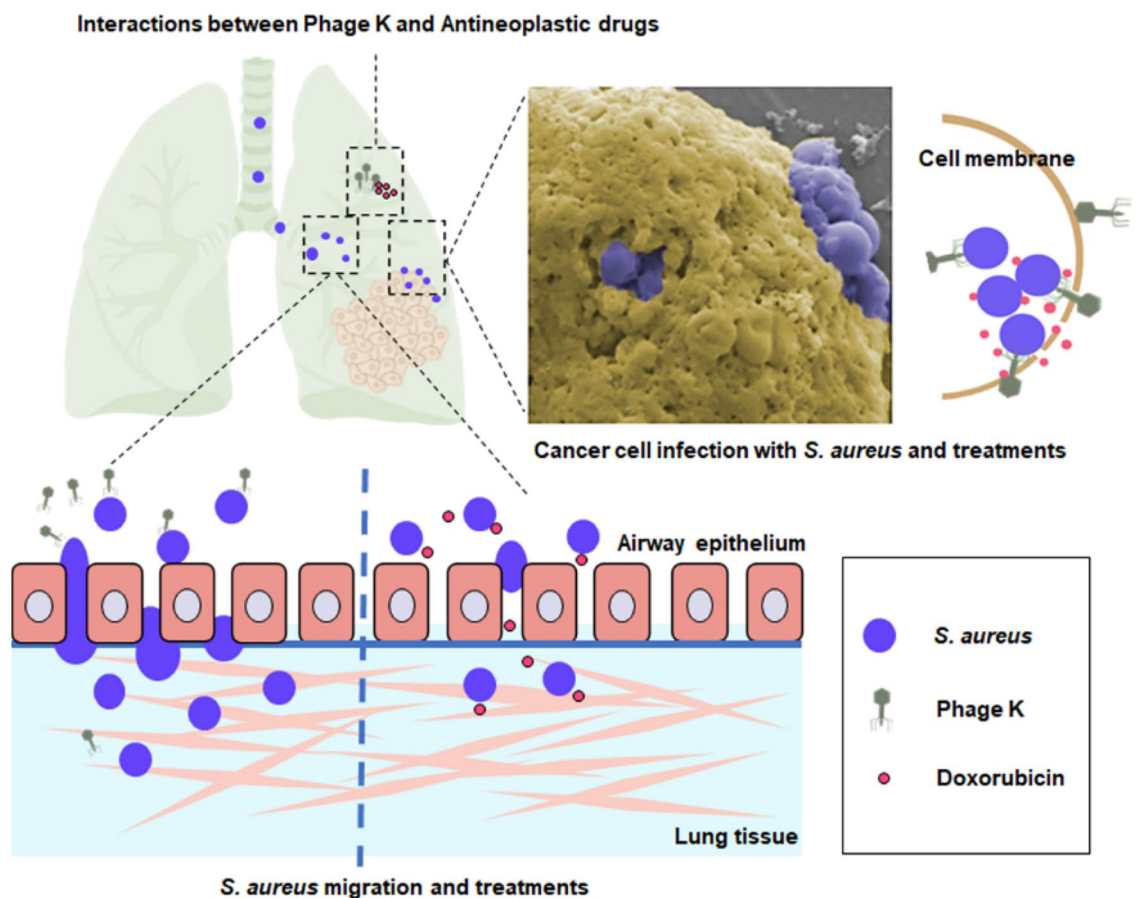 Interactions between Phage K and Antineoplastic drugs
Cell membrane
Cancer cell infection with S. aureus and treatments
Airway epithelium
S. aureus
Phage K
Doxorubicin
Lung tissue
S. aureus migration and treatments